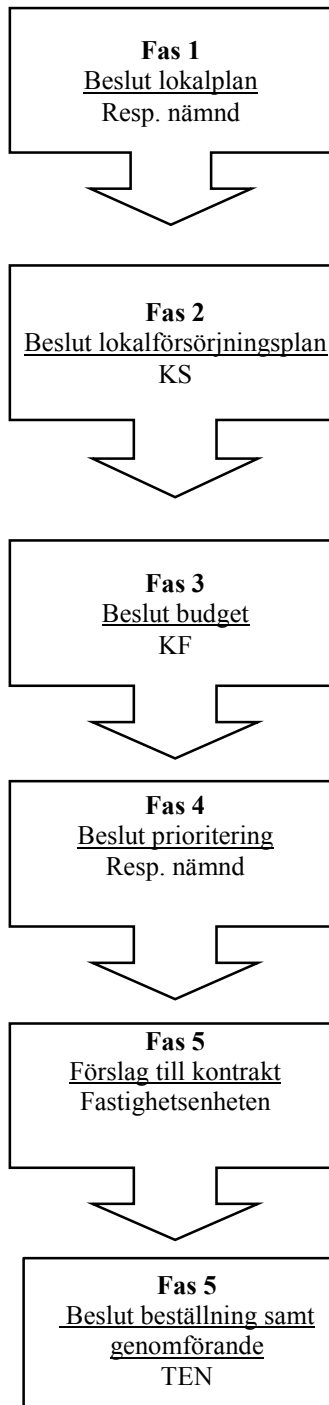 Fas 1
Beslut lokalplan
Resp. nämnd
Fas 2
Beslut lokalförsörjningsplan
KS
Fas 3
Beslut budget
KF
Fas 4
Beslut prioritering
Resp. nämnd
Fas 5
Förslag till kontrakt
Fastighetsenheten
Fas 5
Beslut beställning samt
genomförande
TEN